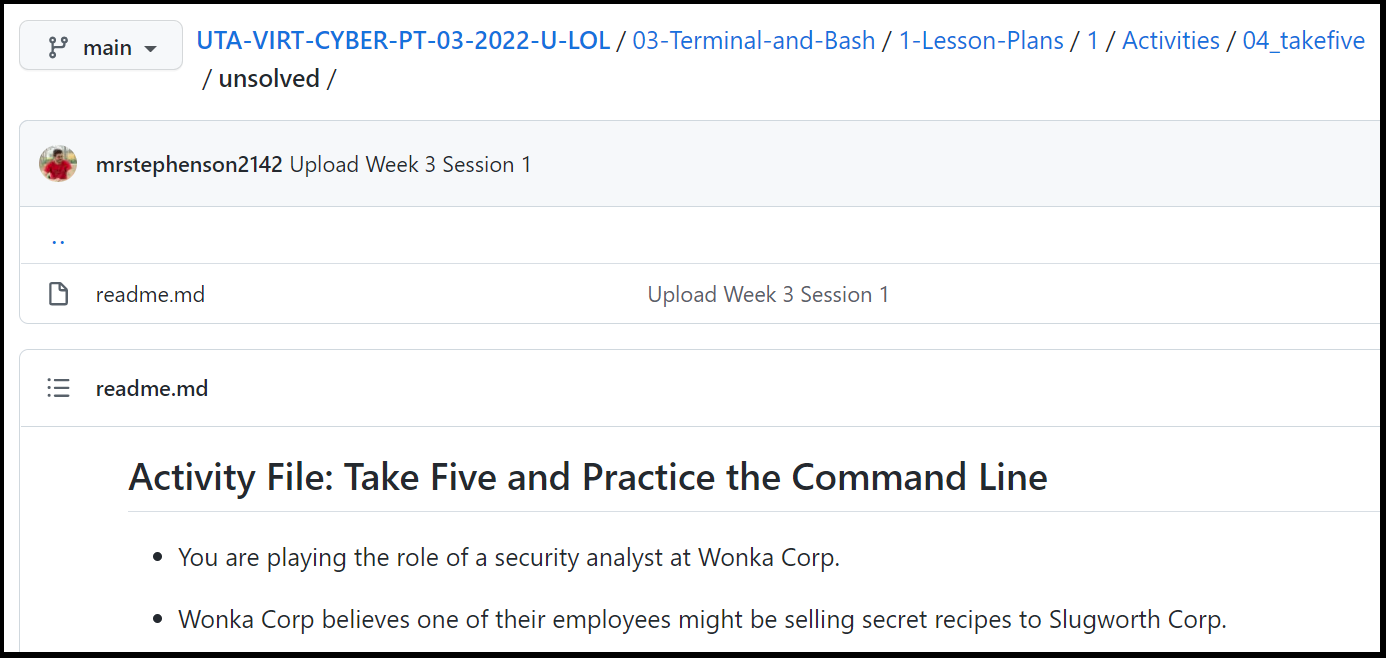 main
UTA-VIRT-CYBER-PT-03-2022-U-LOL / 03-Terminal-and-Bash / 1-Lesson-Plans / 1 / Activities / 04_takefive
/ unsolved /
mrstephenson2142 Upload Week 3 Session 1
..
readme.md Upload Week 3 Session 1
readme.md
Activity File: Take Five and Practice the Command Line
• You are playing the role of a security analyst at Wonka Corp.
• Wonka Corp believes one of their employees might be selling secret recipes to Slugworth Corp.